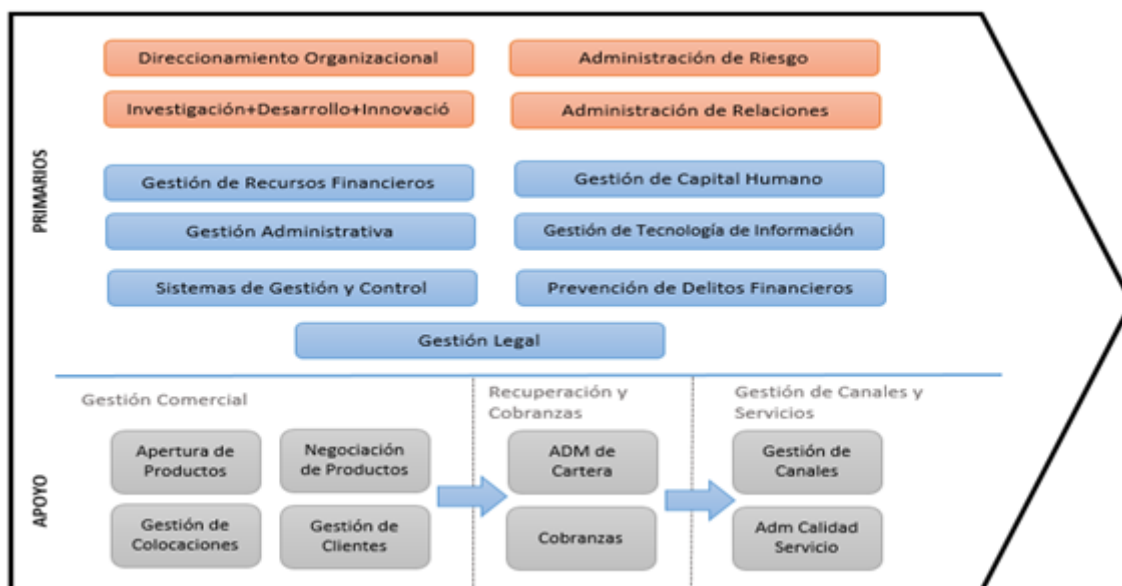 PRIMARIOS
Direccionamiento Organizacional
Administración de Riesgo
Investigación+Desarrollo+Innovació
Administración de Relaciones
Gestión de Recursos Financieros
Gestión de Capital Humano
Gestión Administrativa
Gestión de Tecnología de Información
Sistemas de Gestión y Control
Prevención de Delitos Financieros
Gestión Legal
APOYO
Gestión Comercial
Apertura de
Productos
Negociación
de Productos
Gestión de
Colocaciones
Gestión de
Clientes
Recuperación y
Cobranzas
ADM de
Cartera
Cobranzas
Gestión de Canales y
Servicios
Gestión de
Canales
Adm Calidad
Servicio